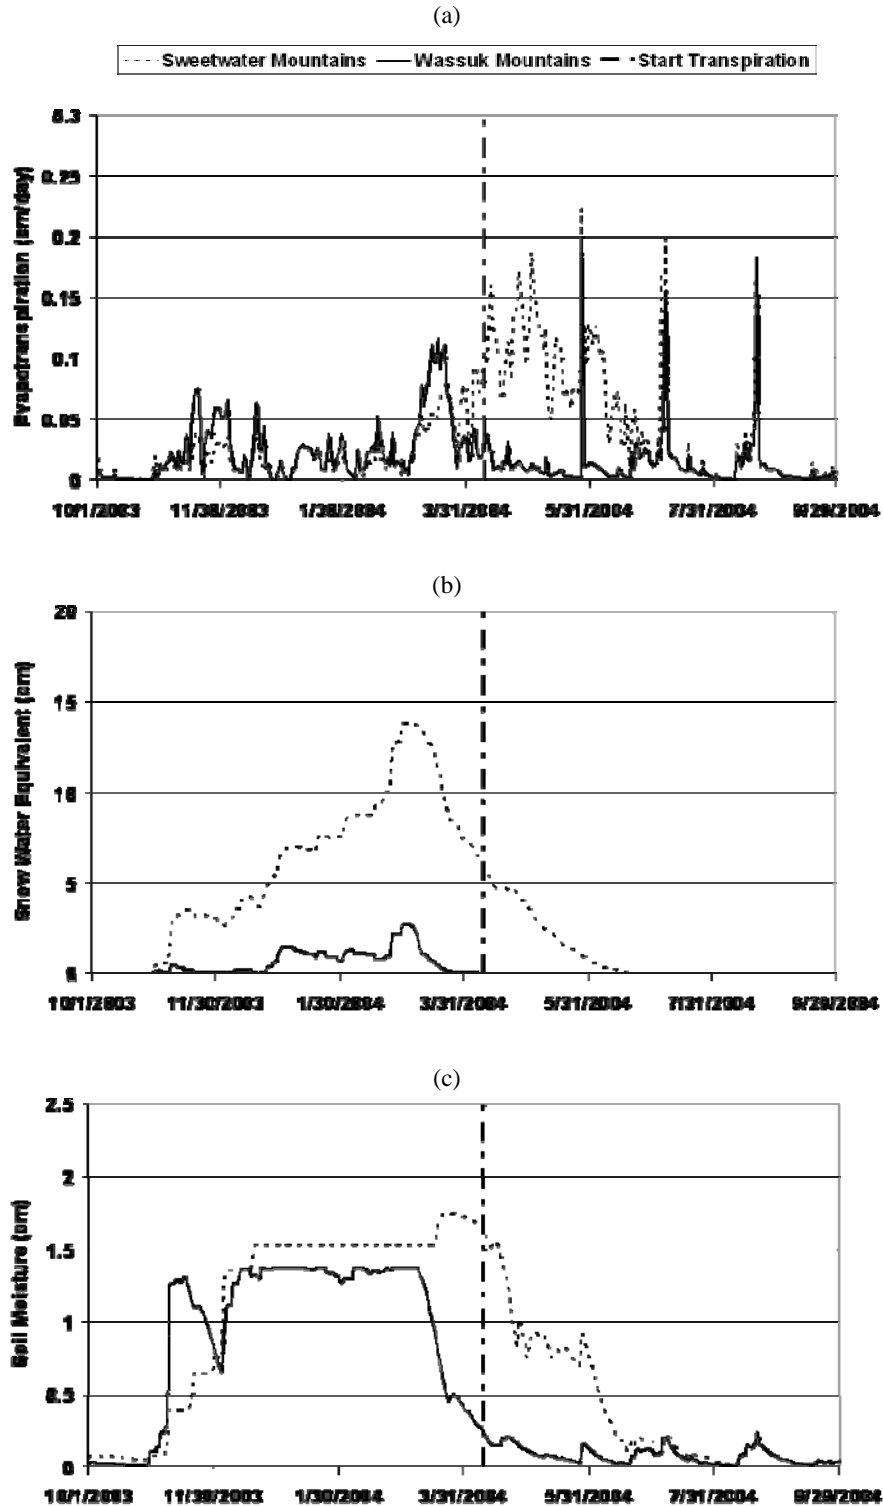 (a)
Sweetwater Mountains Wassuk Mountains Start Transpiration
Evapotranspiration (cm/day)
0.3
0.25
0.2
0.15
0.1
0.05
0
10/1/2003 11/30/2003 1/30/2004 3/31/2004 5/31/2004 7/31/2004 9/29/2004
(b)
Snow Water Equivalent (cm)
20
15
10
5
0
10/1/2003 11/30/2003 1/30/2004 3/31/2004 5/31/2004 7/31/2004 9/29/2004
(c)
Soil Moisture (cm)
2.5
2
1.5
1
0.5
0
10/1/2003 11/30/2003 1/30/2004 3/31/2004 5/31/2004 7/31/2004 9/29/2004